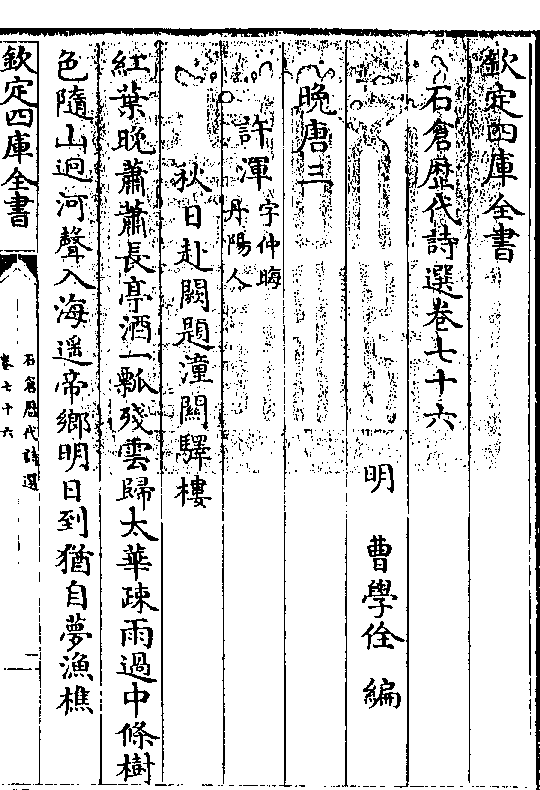 欽定四庫全書
石倉歴代詩選卷七十六
明 曹學佺 編
晚唐三
許渾字仲晦丹陽人
秋日赴闕題潼關驛樓
紅葉晚蕭蕭長亭酒一瓢殘雲歸太華疎雨過中條樹
色隨山迥河聲入海遥帝鄉明日到猶自夢漁樵
欽定四庫全書
石倉歴代詩選
卷七十六
一